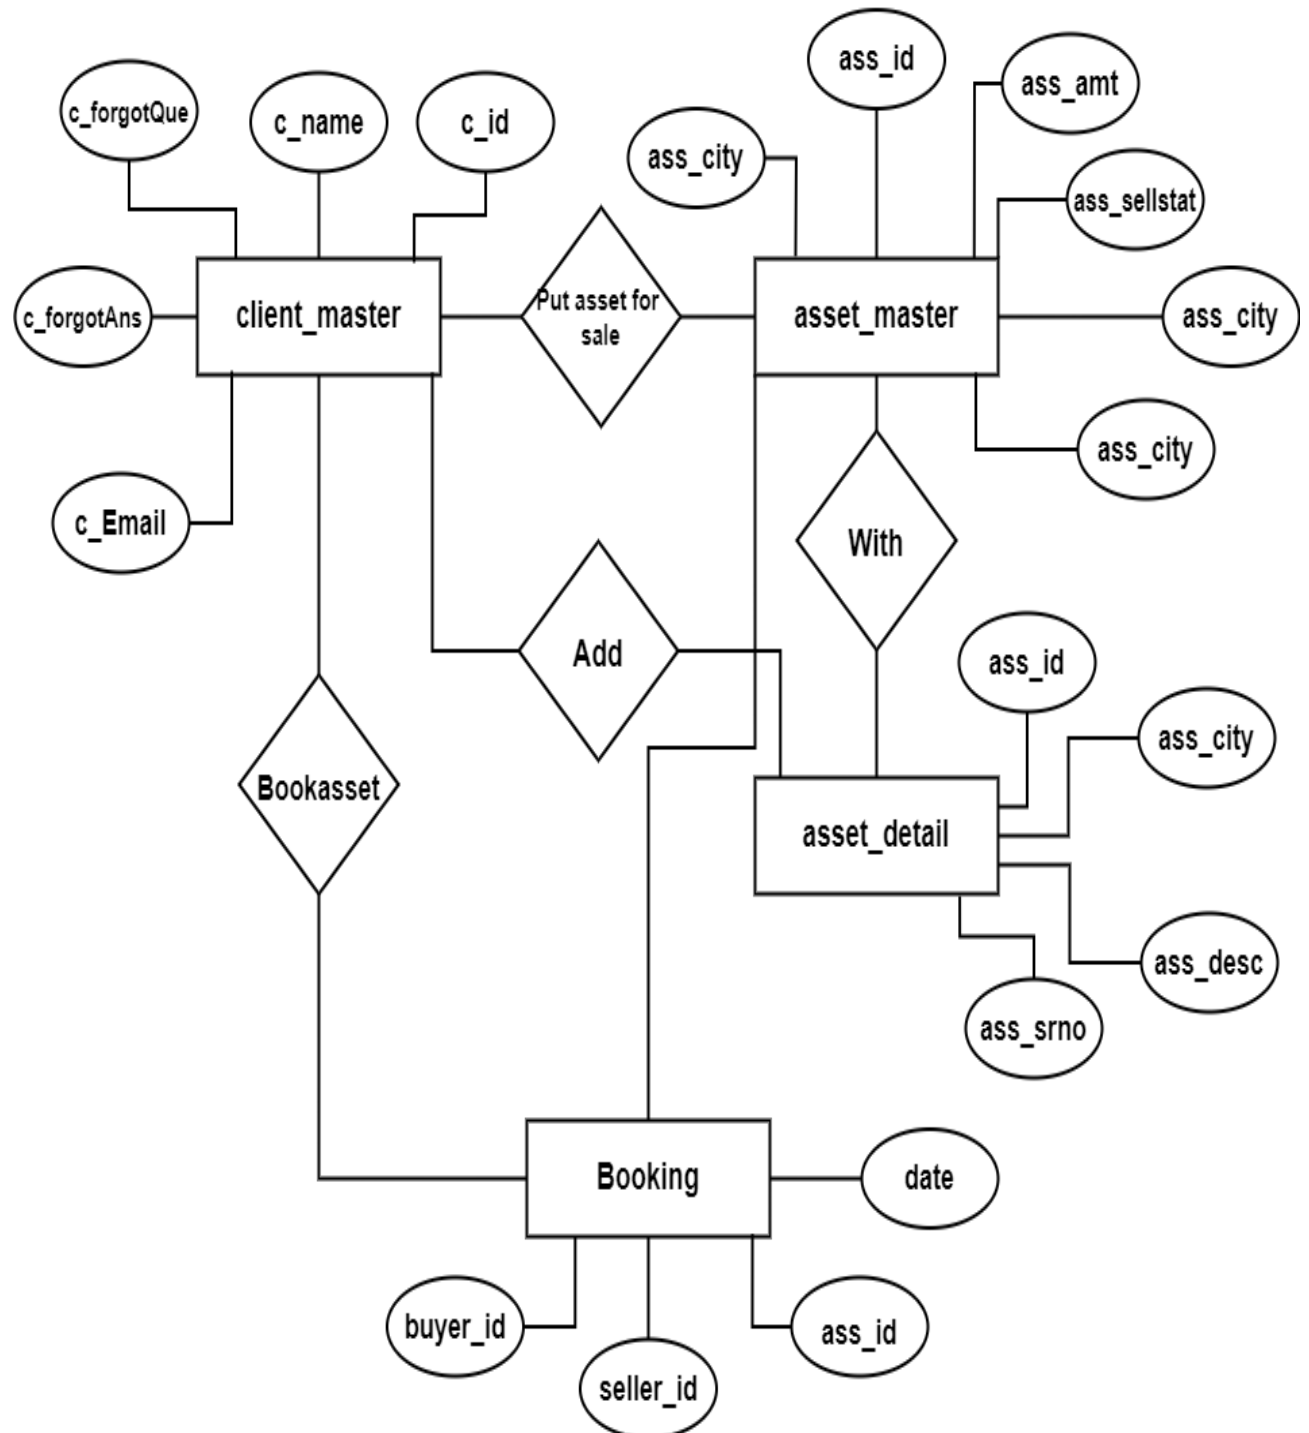 ass_id
ass_amt
c_forgotQue
c_name
c_id
ass_city
ass_sellstat
client_master
Put asset for
sale
asset_master
ass_city
c_forgotAns
ass_city
c_Email
With
Add
ass_id
ass_city
Bookasset
asset_detail
ass_desc
ass_srno
Booking
date
buyer_id
ass_id
seller_id